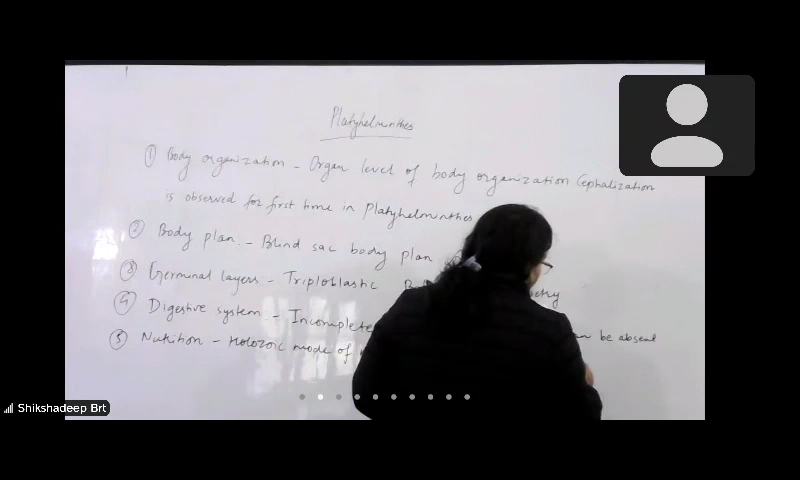 Platyhelminthes
① Body organization - Organ level of body organization Cephalization
is observed for first time in Platyhelminthes
② Body plan - Blind sac body plan
③ Germinal layers - Triploblastic
④ Digestive system - Incomplete be absent
⑤ Nutrition - Holozoic mode of
Shikshadeep Brt